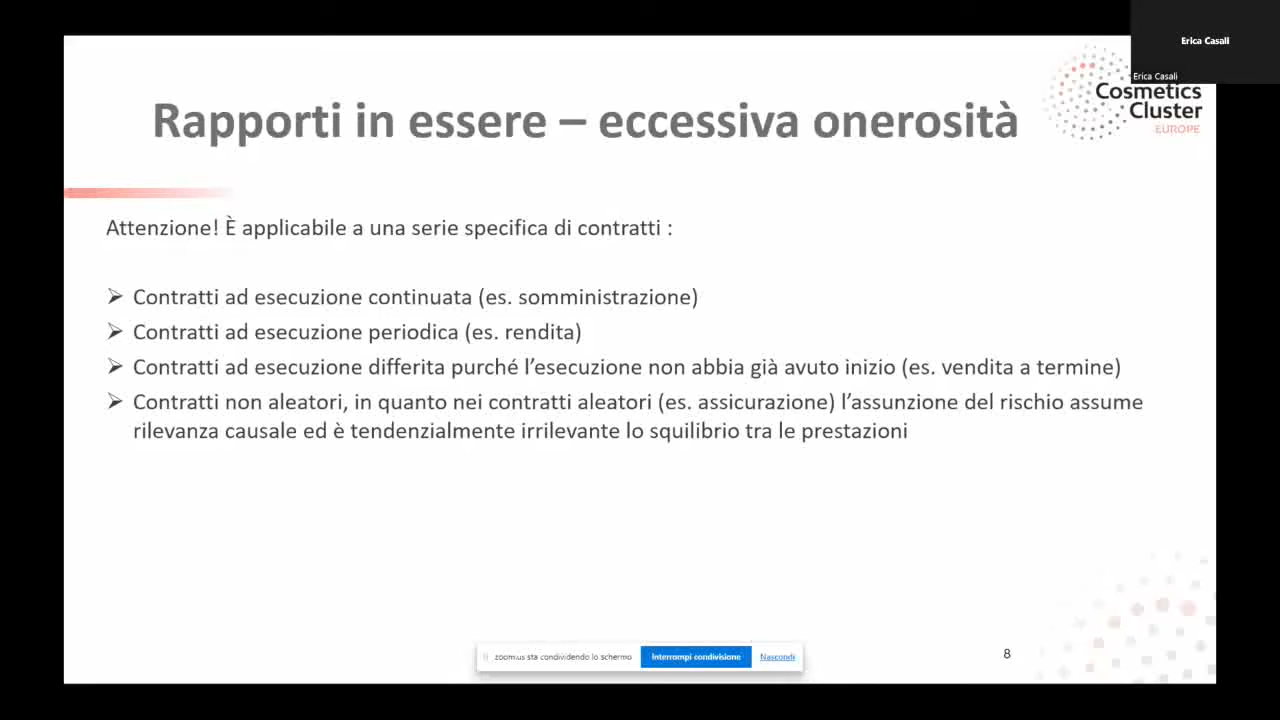 Erica Casali
Erica Casali
Cosmetics
Cluster
EUROPE
Rapporti in essere – eccessiva onerosità
Attenzione! È applicabile a una serie specifica di contratti :
Contratti ad esecuzione continuata (es. somministrazione)
Contratti ad esecuzione periodica (es. rendita)
Contratti ad esecuzione differita purché l’esecuzione non abbia già avuto inizio (es. vendita a termine)
Contratti non aleatori, in quanto nei contratti aleatori (es. assicurazione) l’assunzione del rischio assume
rilevanza causale ed è tendenzialmente irrilevante lo squilibrio tra le prestazioni
zoom.us sta condividendo lo schermo Interrompi condivisione Nascondi
8